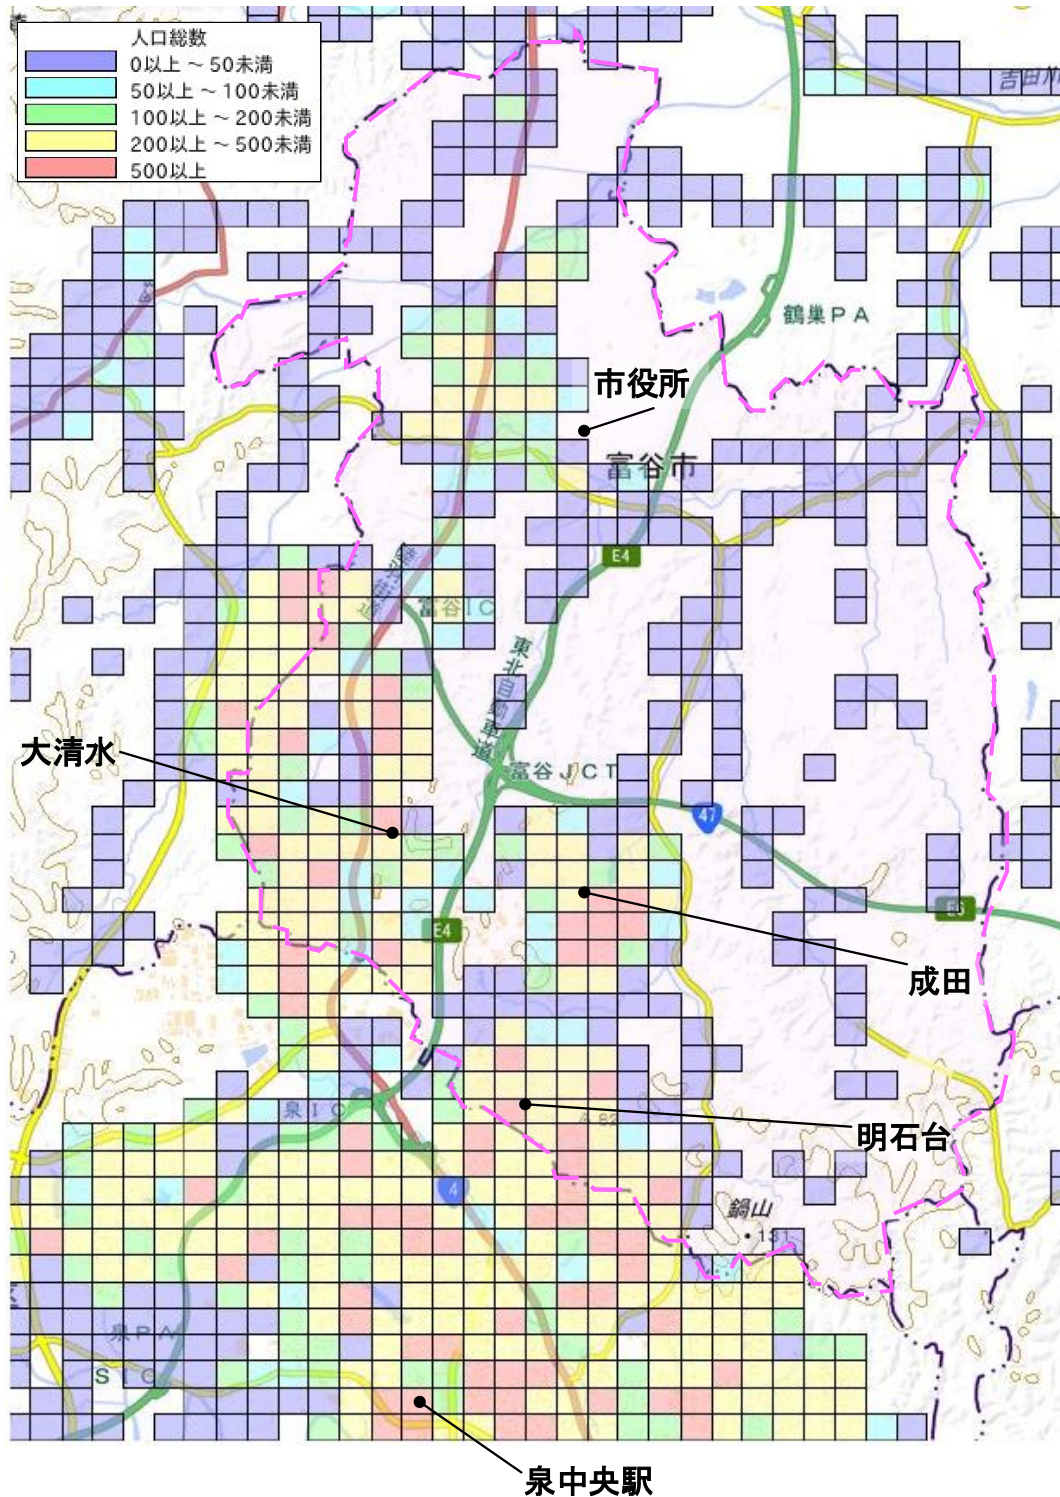 人口総数
0以上 ~ 50未満
50以上 ~ 100未満
100以上 ~ 200未満
200以上 ~ 500未満
500以上
吉田川
鶴巣PA
市役所
富谷市
E4
富谷IC
東北自動車道
大清水
富谷JCT
47
E4
E6
成田
泉IC
82
明石台
4
鍋山
131
泉PA
SIC
泉中央駅